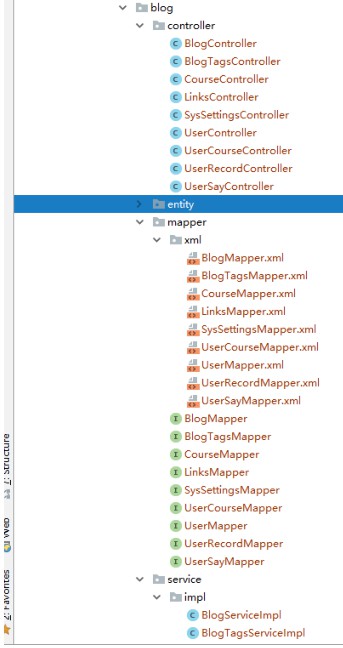 blog
controller
BlogController
BlogTagsController
CourseController
LinksController
SysSettingsController
UserController
UserCourseController
UserRecordController
UserSayController
entity
mapper
xml
BlogMapper.xml
BlogTagsMapper.xml
CourseMapper.xml
LinksMapper.xml
SysSettingsMapper.xml
UserCourseMapper.xml
UserMapper.xml
UserRecordMapper.xml
UserSayMapper.xml
BlogMapper
BlogTagsMapper
CourseMapper
LinksMapper
SysSettingsMapper
UserCourseMapper
UserMapper
UserRecordMapper
UserSayMapper
service
impl
BlogServiceImpl
BlogTagsServiceImpl
Z: Structure
Web
2: Favorites